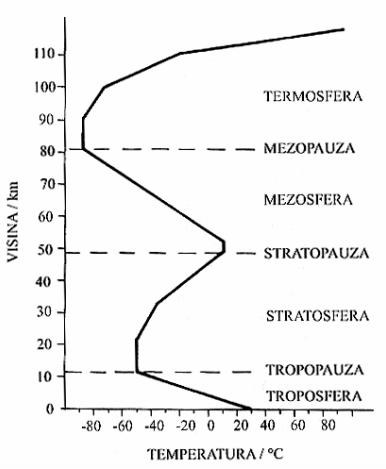 110
100
90
80
70
60
50
40
30
20
10
0
VISINA / km
TERMOSFERA
MEZOPAUZA
MEZOSFERA
STRATOPAUZA
STRATOSFERA
TROPOPAUZA
TROPOSFERA
-80 -60 -40 -20 0 20 40 60 80
TEMPERATURA / °C